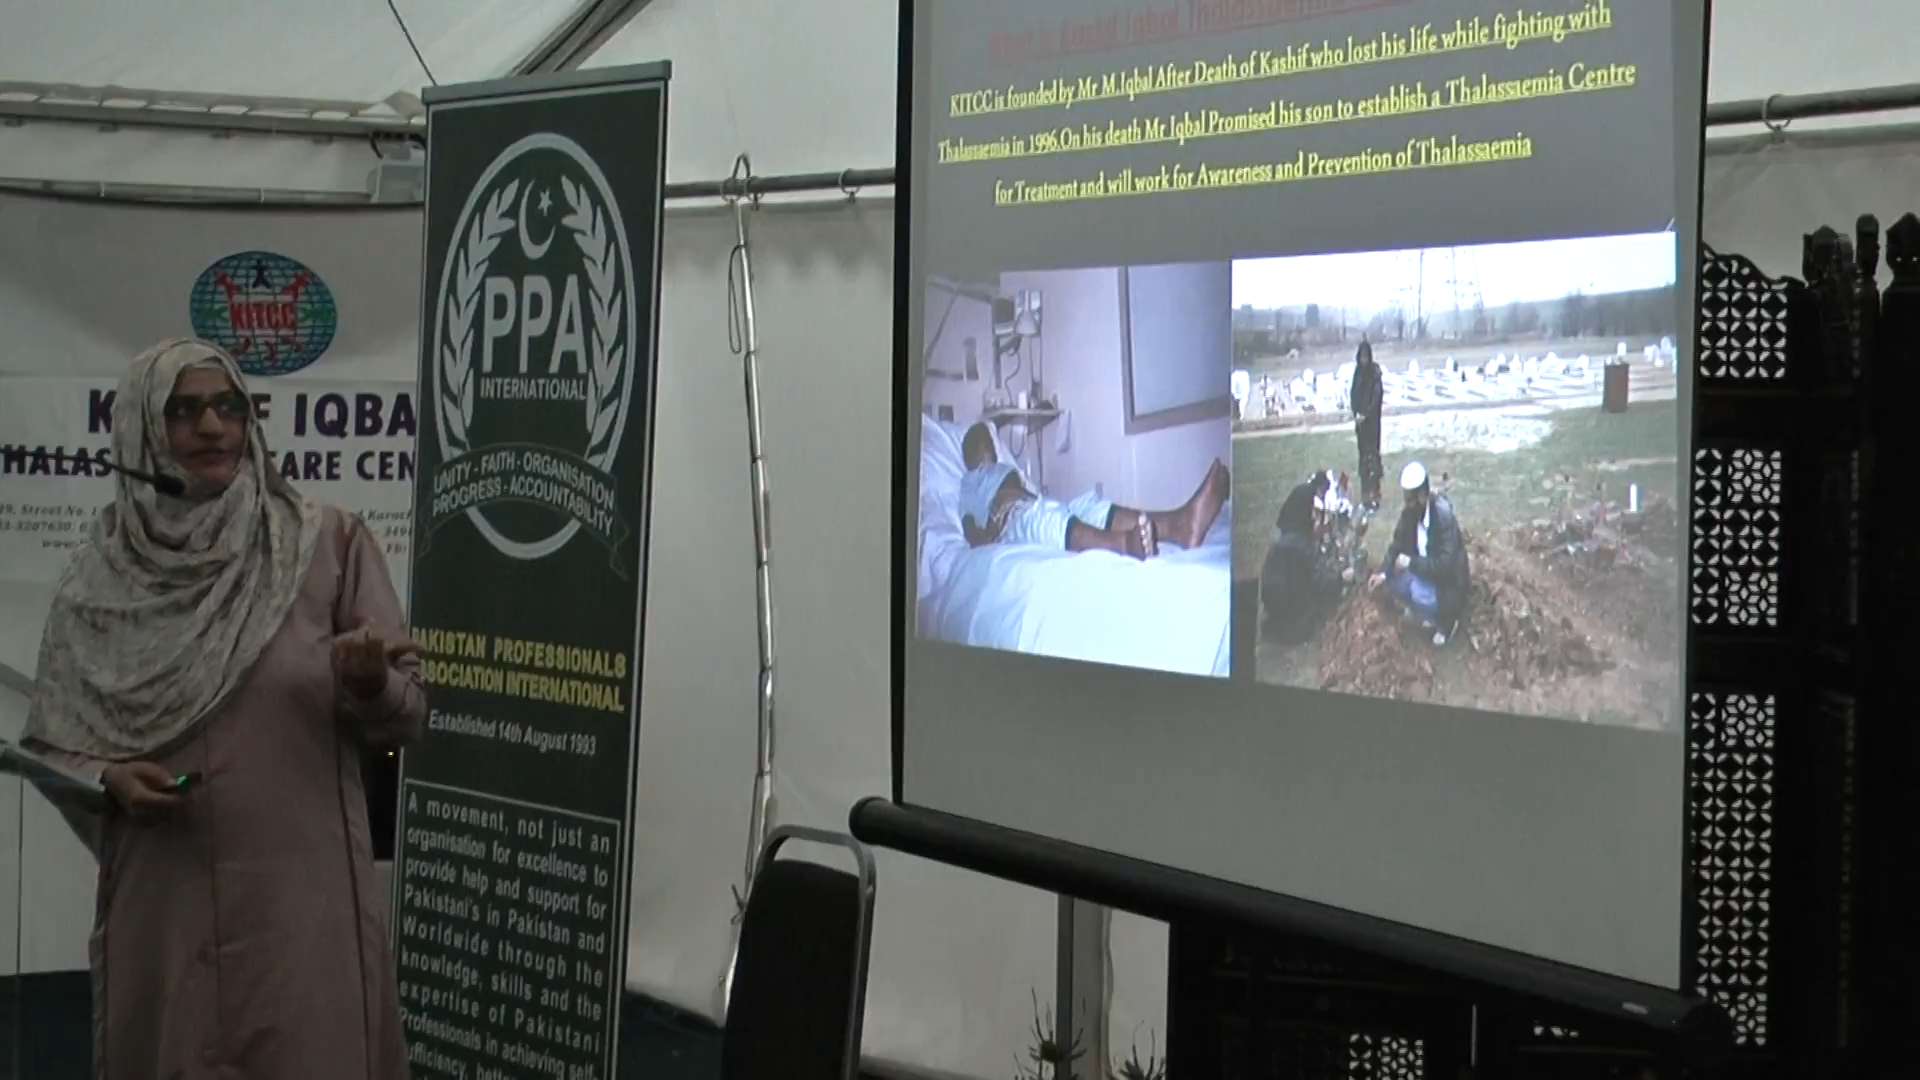 KITCC
IQBA
HALAS CARE CEN
PPA
INTERNATIONAL
UNITY - FAITH - ORGANISATION
PROGRESS - ACCOUNTABILITY
PAKISTAN PROFESSIONALS
ASSOCIATION INTERNATIONAL
Established 14th August 1993
A movement, not just an
organisation for excellence to
provide help and support for
Pakistani's in Pakistan and
Worldwide through the
knowledge, skills and the
expertise of Pakistani
Professionals in achieving self-
KITCC is founded by Mr M.Iqbal After Death of Kashif who lost his life while fighting with
Thalassaemia in 1996.On his death Mr Iqbal Promised his son to establish a Thalassaemia Centre
for Treatment and will work for Awareness and Prevention of Thalassaemia